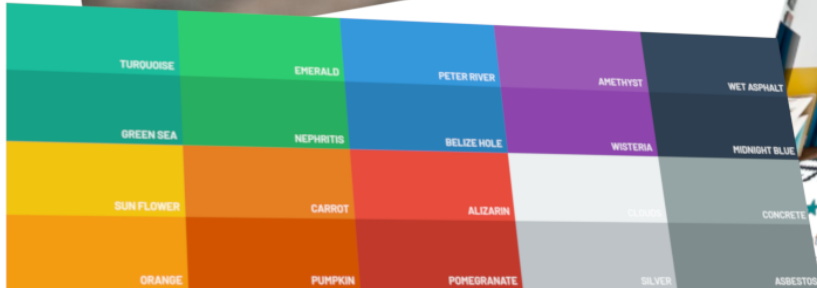 TURQUOISE
EMERALD
PETER RIVER
AMETHYST
WET ASPHALT
GREEN SEA
NEPHRITIS
BELIZE HOLE
WISTERIA
MIDNIGHT BLUE
SUN FLOWER
CARROT
ALIZARIN
CLOUDS
CONCRETE
ORANGE
PUMPKIN
POMEGRANATE
SILVER
ASBESTOS